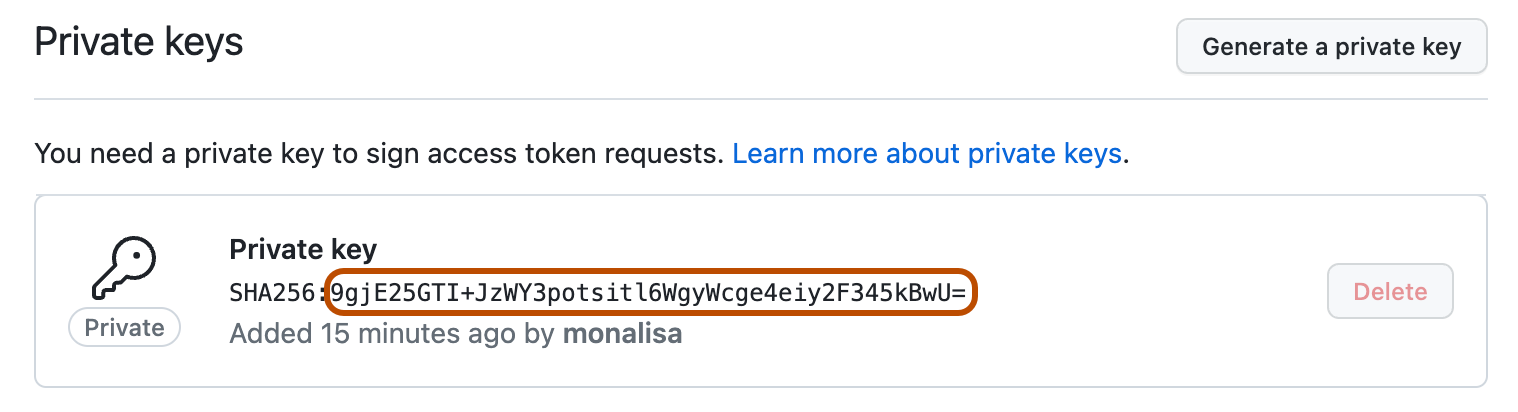 Private keys
Generate a private key
You need a private key to sign access token requests. Learn more about private keys.
Private key
SHA256:9gjE25GTI+JzWY3potsitl6WgyWcge4eiy2F345kBwU=
Private
Added 15 minutes ago by monalisa
Delete